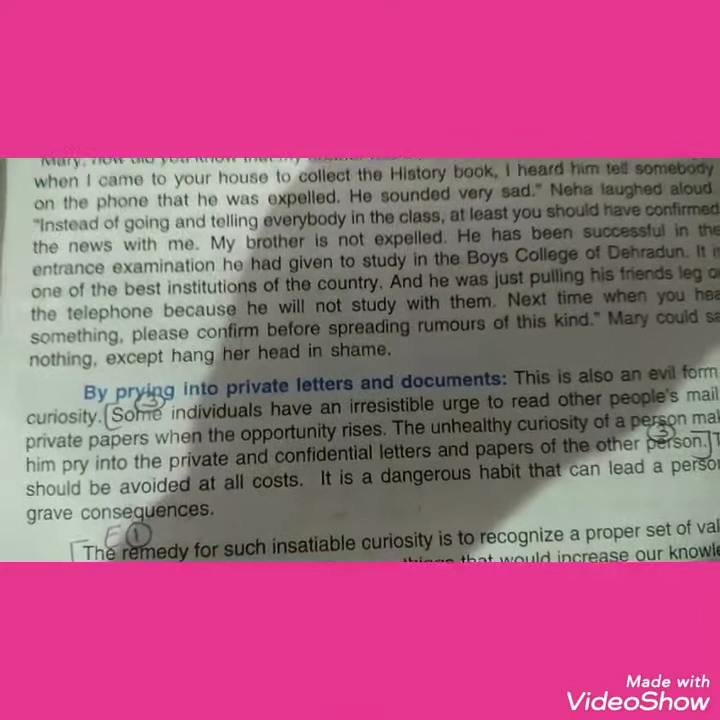 when I came to your house to collect the History book, I heard him tell somebody
on the phone that he was expelled. He sounded very sad." Neha laughed aloud
"Instead of going and telling everybody in the class, at least you should have confirmed
the news with me. My brother is not expelled. He has been successful in the
entrance examination he had given to study in the Boys College of Dehradun. It
one of the best institutions of the country. And he was just pulling his friends leg
the telephone because he will not study with them. Next time when you
something, please confirm before spreading rumours of this kind." Mary could
nothing, except hang her head in shame.
By prying into private letters and documents: This is also an evil form
curiosity. Some individuals have an irresistible urge to read other people's mail
3
private papers when the opportunity rises. The unhealthy curiosity of a person
him pry into the private and confidential letters and papers of the other person.
3
should be avoided at all costs. It is a dangerous habit that can lead a
grave consequences.
E 1
The remedy for such insatiable curiosity is to recognize a proper set of
that would increase our
Made with
VideoShow